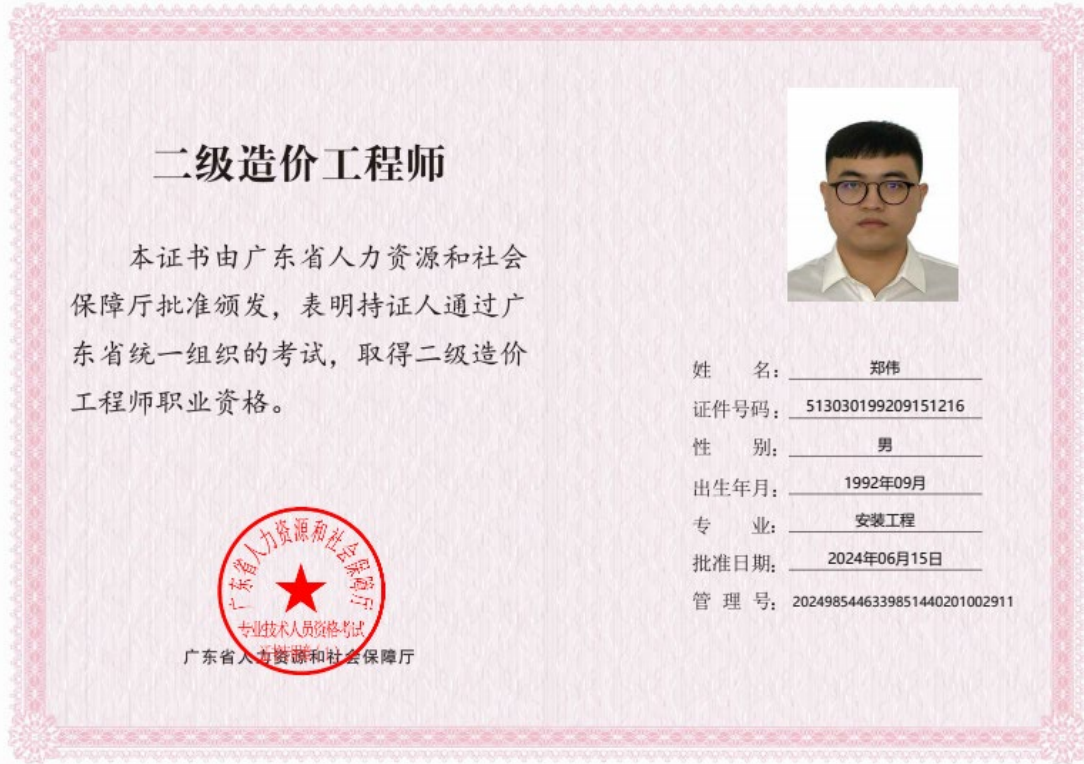 二级造价工程师
本证书由广东省人力资源和社会
保障厅批准颁发，表明持证人通过广
东省统一组织的考试，取得二级造价
工程师职业资格。
广东省人力资源和社会保障厅
专业技术人员资格考试
广东省人力资源和社会保障厅
姓 名：郑伟
证件号码：513030199209151216
性 别：男
出生年月：1992年09月
专 业：安装工程
批准日期：2024年06月15日
管 理 号：20249854463398514402010​02911